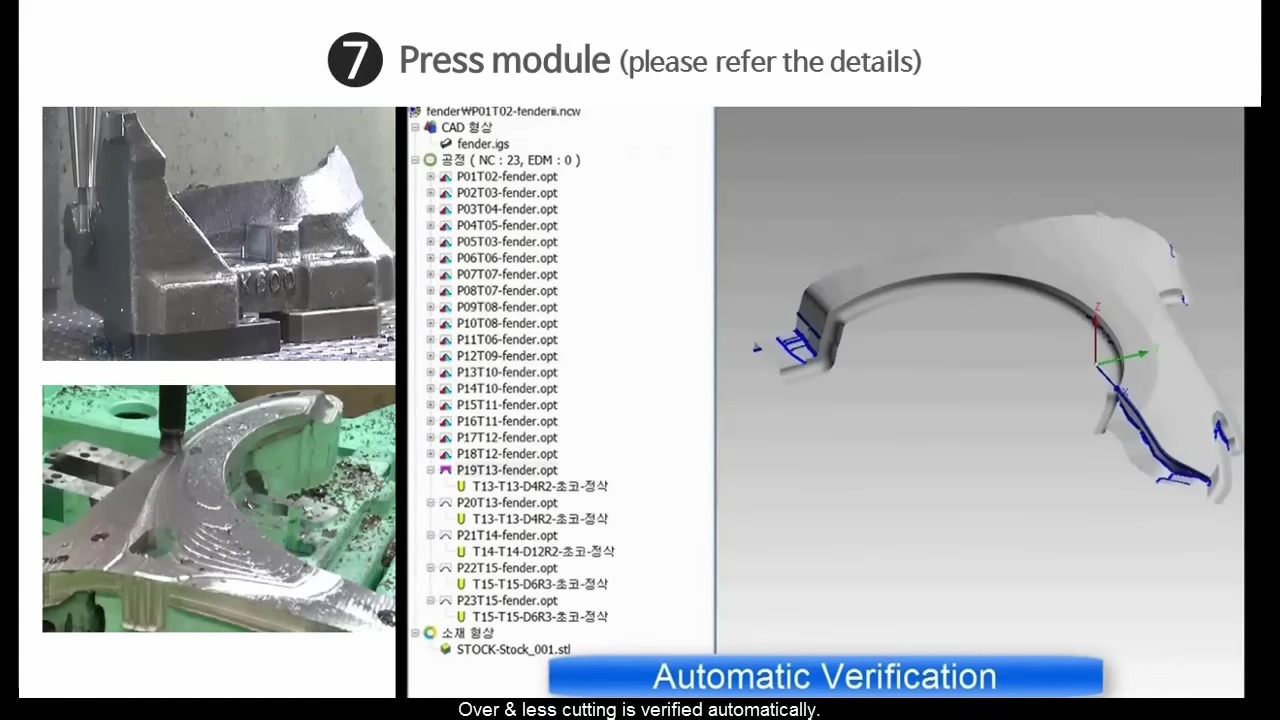 7 Press module (please refer the details)
fender₩P01T02-fenderⅲ.ncw
CAD 형상
fender.igs
공정 ( NC : 23, EDM : 0 )
P01T02-fender.opt
P02T03-fender.opt
P03T04-fender.opt
P04T05-fender.opt
P05T03-fender.opt
P06T06-fender.opt
P07T07-fender.opt
P08T07-fender.opt
P09T08-fender.opt
P10T08-fender.opt
P11T06-fender.opt
P12T09-fender.opt
P13T10-fender.opt
P14T10-fender.opt
P15T11-fender.opt
P16T11-fender.opt
P17T12-fender.opt
P18T12-fender.opt
P19T13-fender.opt
T13-T13-D4R2-초코-정삭
P20T13-fender.opt
T13-T13-D4R2-초코-정삭
P21T14-fender.opt
T14-T14-D12R2-초코-정삭
P22T15-fender.opt
T15-T15-D6R3-초코-정삭
P23T15-fender.opt
T15-T15-D6R3-초코-정삭
소재 형상
STOCK-Stock_001.stl
Z
Automatic Verification
Over & less cutting is verified automatically.